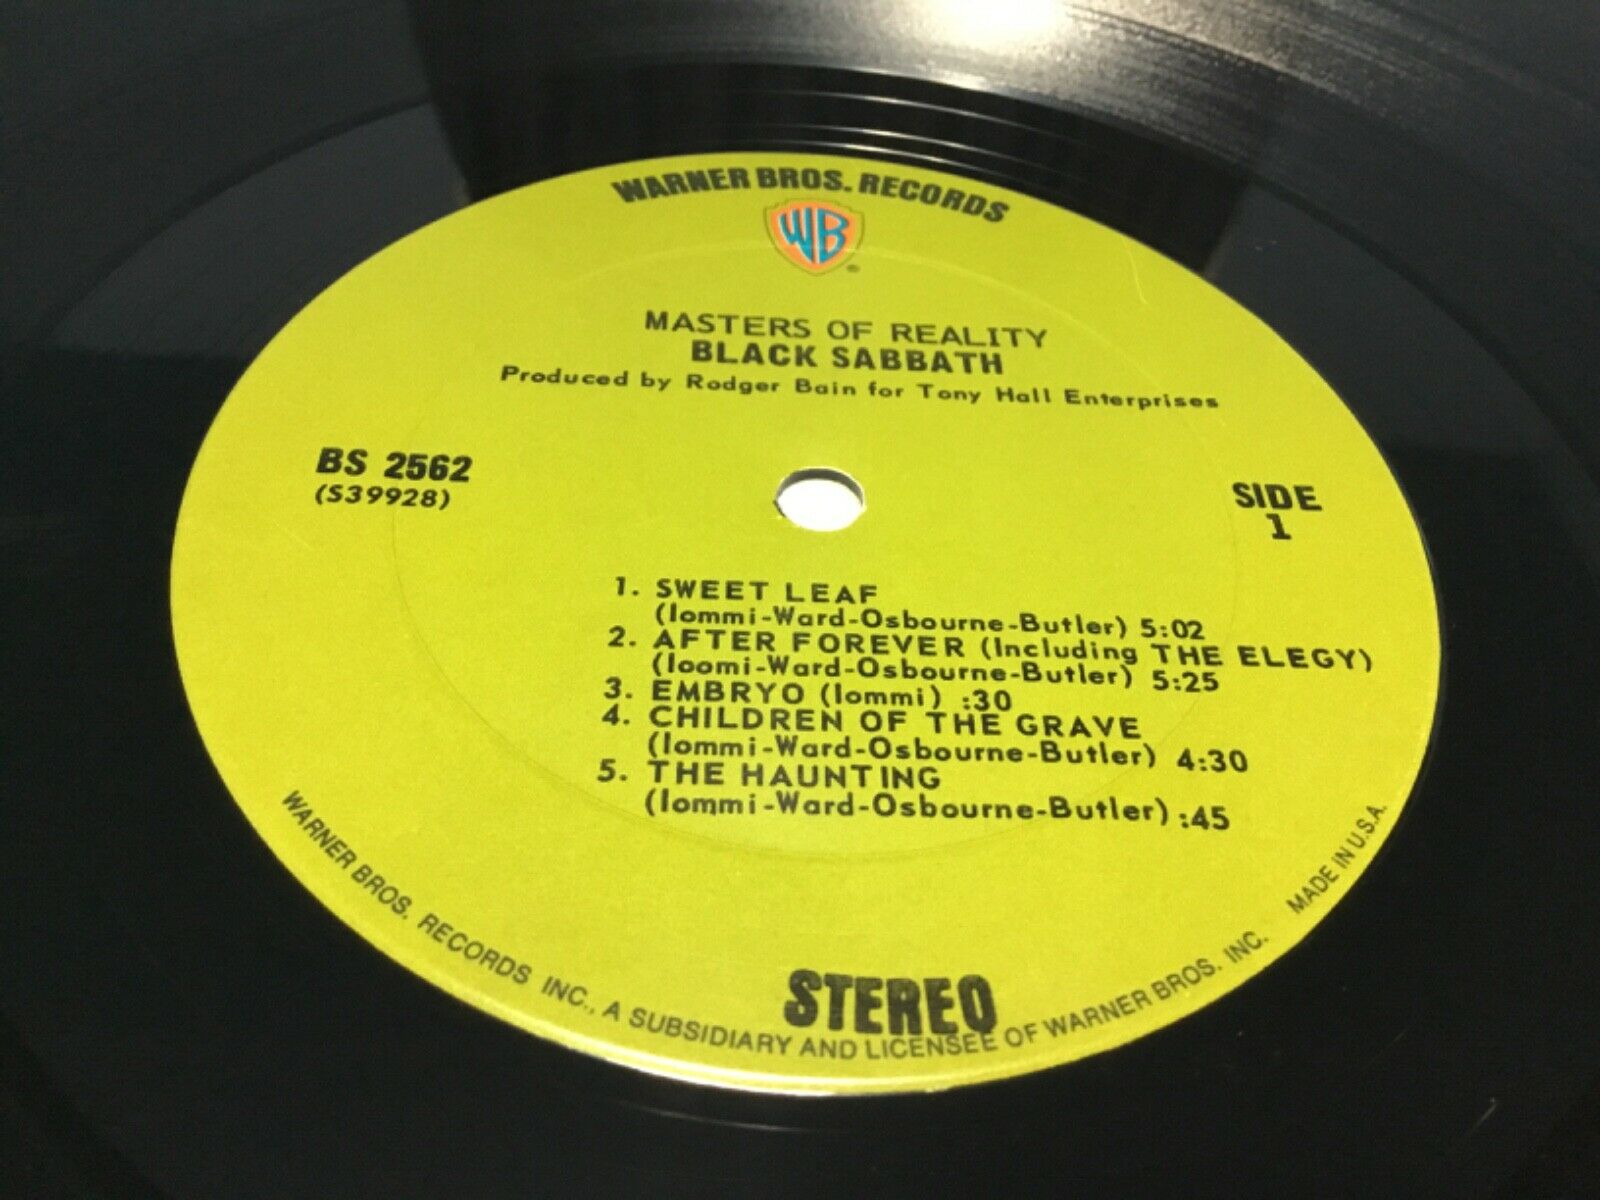 WARNER BROS. RECORDS
WB
MASTERS OF REALITY
BLACK SABBATH
Produced by Rodger Bain for Tony Hall Enterprises
BS 2562
(S39928)
SIDE
1
1. SWEET LEAF
(Iommi-Ward-Osbourne-Butler) 5:02
2. AFTER FOREVER (Including THE ELEGY)
(Ioomi-Ward-Osbourne-Butler) 5:25
3. EMBRYO (Iommi) :30
4. CHILDREN OF THE GRAVE
(Iommi-Ward-Osbourne-Butler) 4:30
5. THE HAUNTING
(Iommi-Ward-Osbourne-Butler) :45
STEREO
WARNER BROS. RECORDS INC., A SUBSIDIARY AND LICENSEE OF WARNER BROS. INC. MADE IN U.S.A.